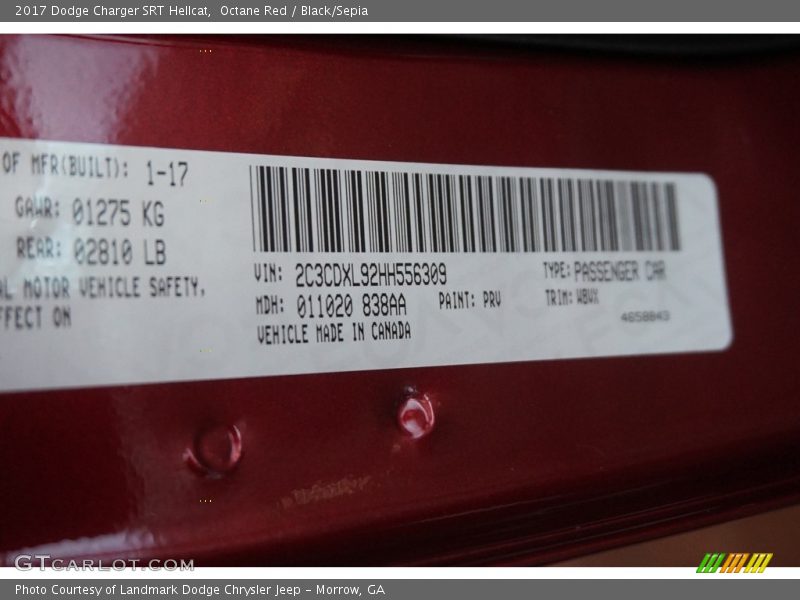 2017 Dodge Charger SRT Hellcat,  Octane Red / Black/Sepia
OF MFR(BUILT): 1-17
GAWR: 01275 KG
REAR: 02810 LB
AL MOTOR VEHICLE SAFETY,
FFECT ON
VIN: 2C3CDXL92HH556309
TYPE: PASSENGER CAR
MDH: 011020 838AA
PAINT: PRV
TRIM: WBVX
VEHICLE MADE IN CANADA
4658843
GTCARLOT.COM
Photo Courtesy of Landmark Dodge Chrysler Jeep – Morrow, GA